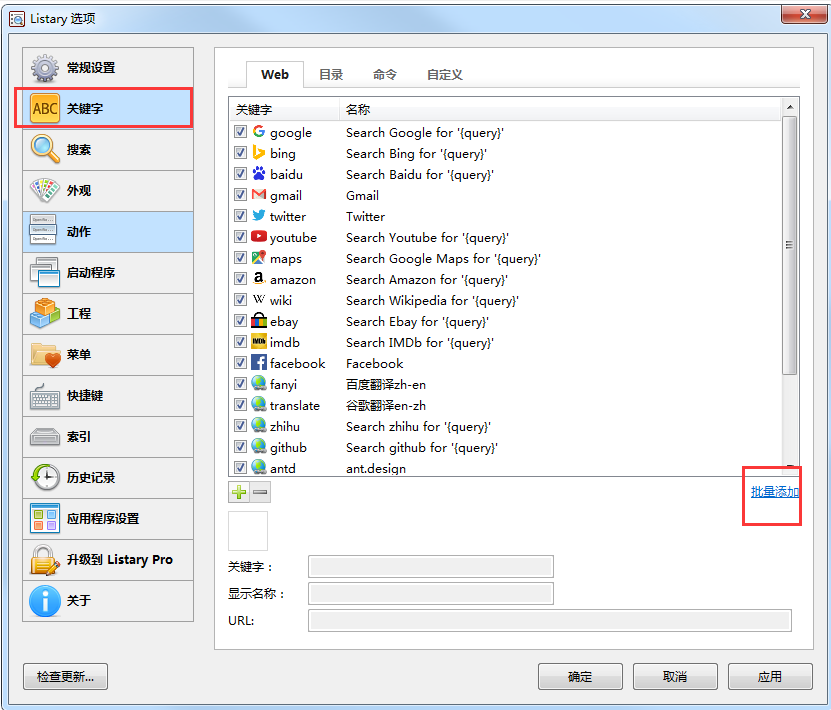 Listary 选项
常规设置
ABC 关键字
搜索
外观
动作
启动程序
工程
菜单
快捷键
索引
历史记录
应用程序设置
升级到 Listary Pro
关于
Web 目录 命令 自定义
关键字 名称
google Search Google for '{query}'
bing Search Bing for '{query}'
baidu Search Baidu for '{query}'
gmail Gmail
twitter Twitter
youtube Search Youtube for '{query}'
maps Search Google Maps for '{query}'
amazon Search Amazon for '{query}'
wiki Search Wikipedia for '{query}'
ebay Search Ebay for '{query}'
imdb Search IMDb for '{query}'
facebook Facebook
fanyi 百度翻译zh-en
translate 谷歌翻译en-zh
zhihu Search zhihu for '{query}'
github Search github for '{query}'
antd ant.design
批量添加
关键字：
显示名称：
URL:
检查更新... 确定 取消 应用